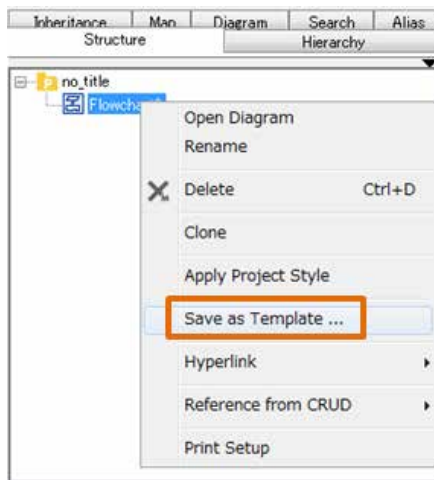 Inheritance Map Diagram Search Alias
Structure Hierarchy
no_title
Open Diagram
Rename
Delete Ctrl+D
Clone
Apply Project Style
Save as Template ...
Hyperlink
Reference from CRUD
Print Setup